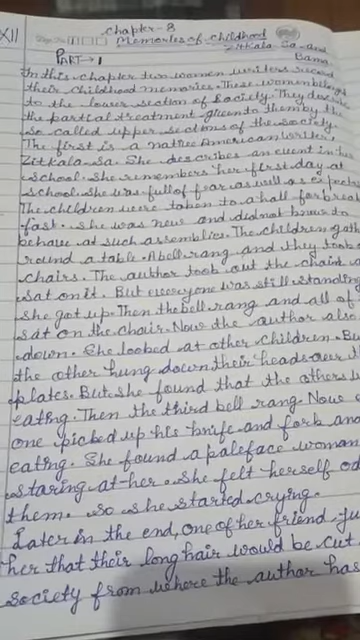 XII
Chapter-8
Memories of Childhood
Zitkala-Sa and
Bama
PART→1
In this chapter two women writers record
their childhood memories. These women belong
to the lower section of Society. They describe
the partial treatment given to them by the
so called upper sections of the society.
The first is a native American writer,
Zitkala-Sa. She describes an event in her
school. She remembers her first day at
school. She was full of fear as well as
The children were taken to a hall for break
fast. She was new and did not know to
behave at such assemblies. The children
round a table. A bell rang and they took
chairs. The author took out the chair
sat on it. But everyone was still standing
she got up. Then the bell rang and all of
sat on the chair. Now the author also
down. She looked at other children. But
the other hung down their heads over
plates. But she found that the others
eating. Then the third bell rang. Now
one picked up his knife and fork and
eating. She found a paleface woman
staring at her. She felt herself
them. so she started crying.
Later in the end, one of her friend
her that their long hair would be cut.
society from where the author has